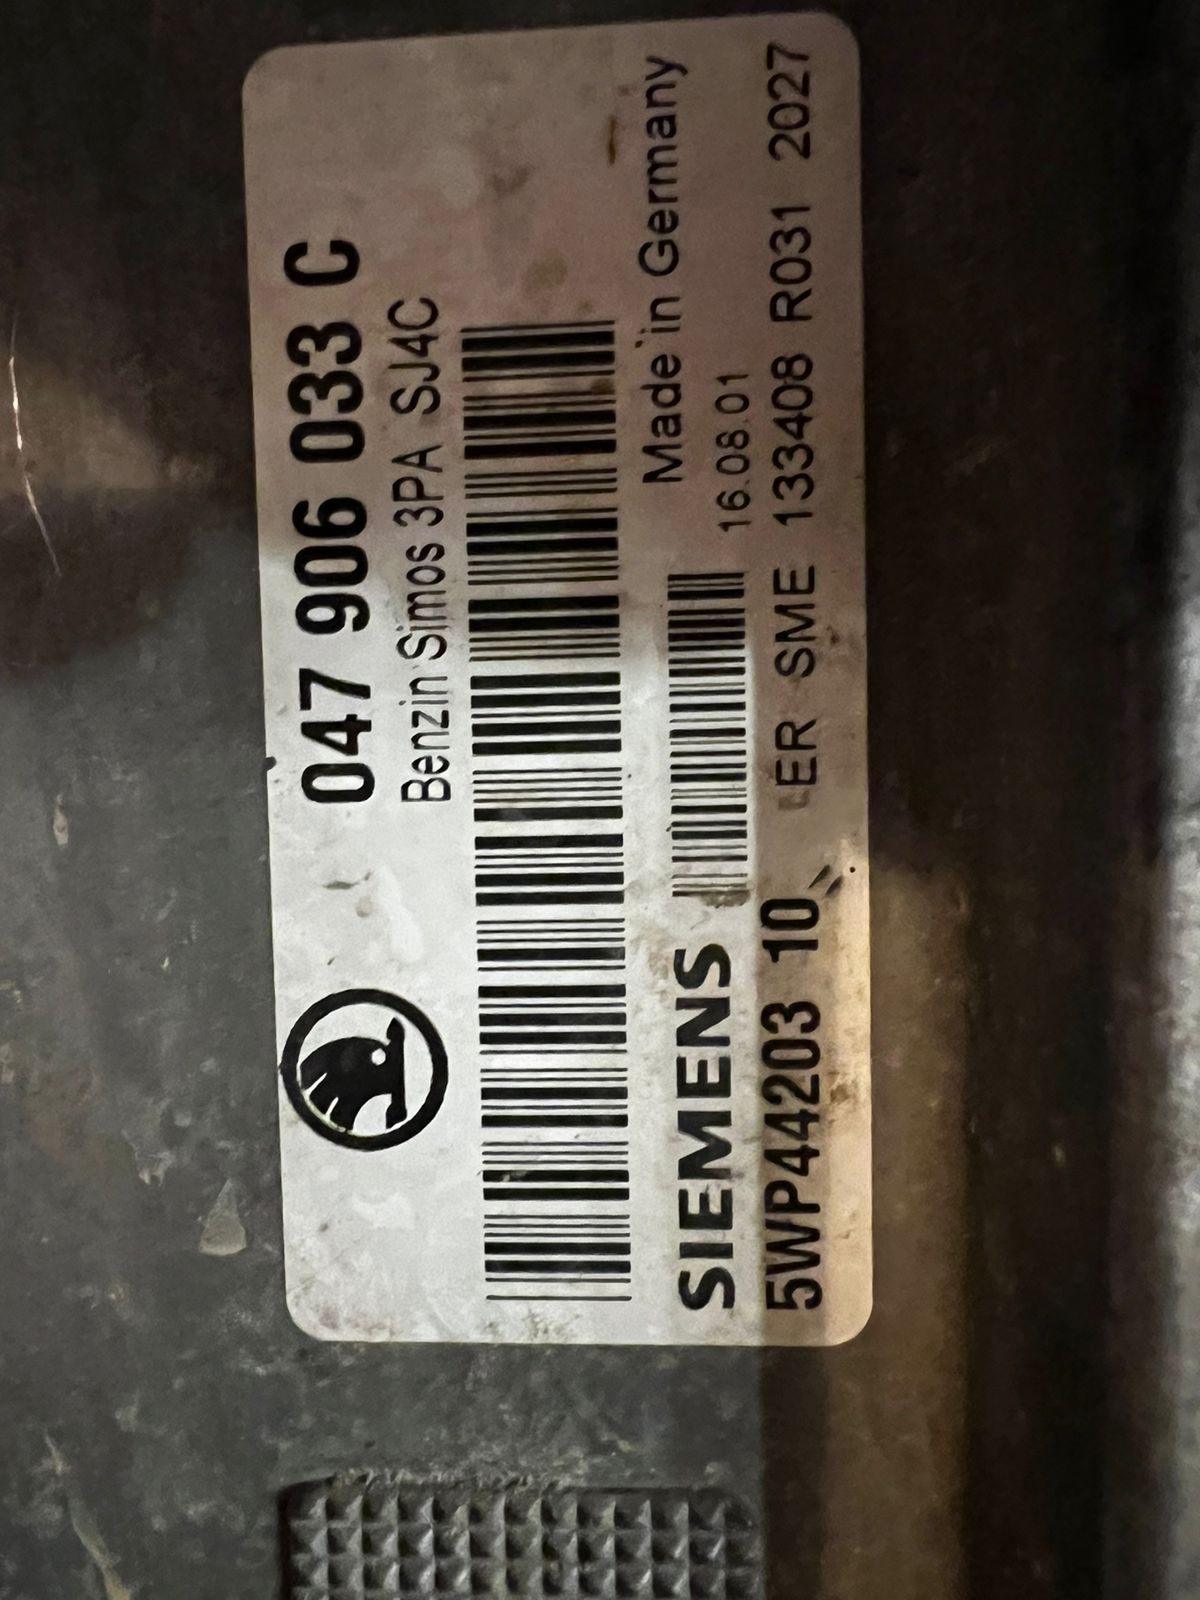 047 906 033 C
Benzin Simos 3PA SJ4C
Made in Germany
SIEMENS
16.08.01
5WP44203 10
ER SME 133408 R031 2027